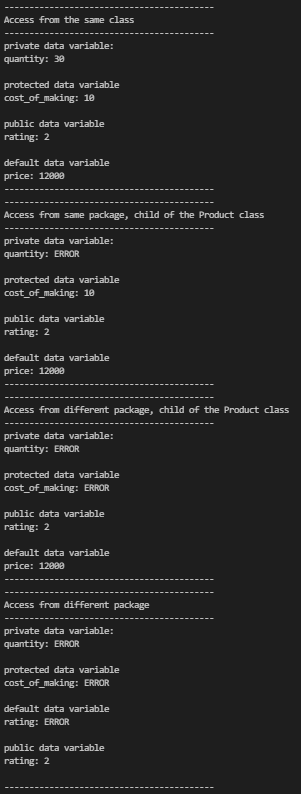 ------------------------------------------
Access from the same class
------------------------------------------
private data variable:
quantity: 30
protected data variable
cost_of_making: 10
public data variable
rating: 2
default data variable
price: 12000
------------------------------------------
------------------------------------------
Access from same package, child of the Product class
------------------------------------------
private data variable:
quantity: ERROR
protected data variable
cost_of_making: 10
public data variable
rating: 2
default data variable
price: 12000
------------------------------------------
------------------------------------------
Access from different package, child of the Product class
------------------------------------------
private data variable:
quantity: ERROR
protected data variable
cost_of_making: ERROR
public data variable
rating: 2
default data variable
price: 12000
------------------------------------------
------------------------------------------
Access from different package
------------------------------------------
private data variable:
quantity: ERROR
protected data variable
cost_of_making: ERROR
default data variable
rating: ERROR
public data variable
rating: 2
------------------------------------------